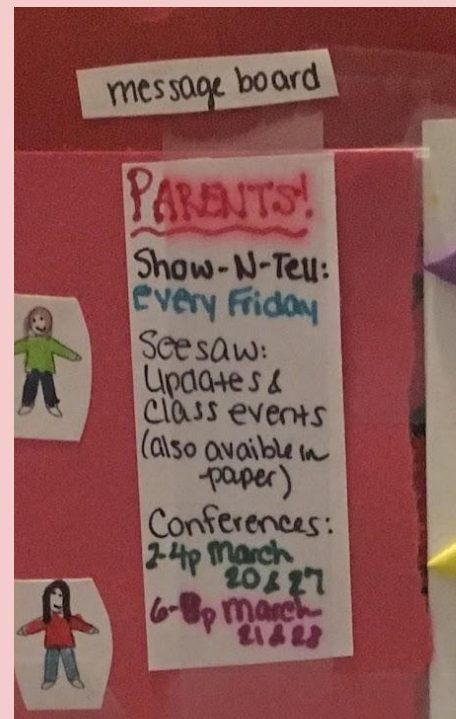 message board
PARENTS!
Show-N-Tell:
every Friday
Seesaw:
Updates &
class events
(also avaible in
paper)
Conferences:
2-4p March
20 & 27
6-8p March
21 & 28